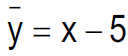 ȳ = x - 5